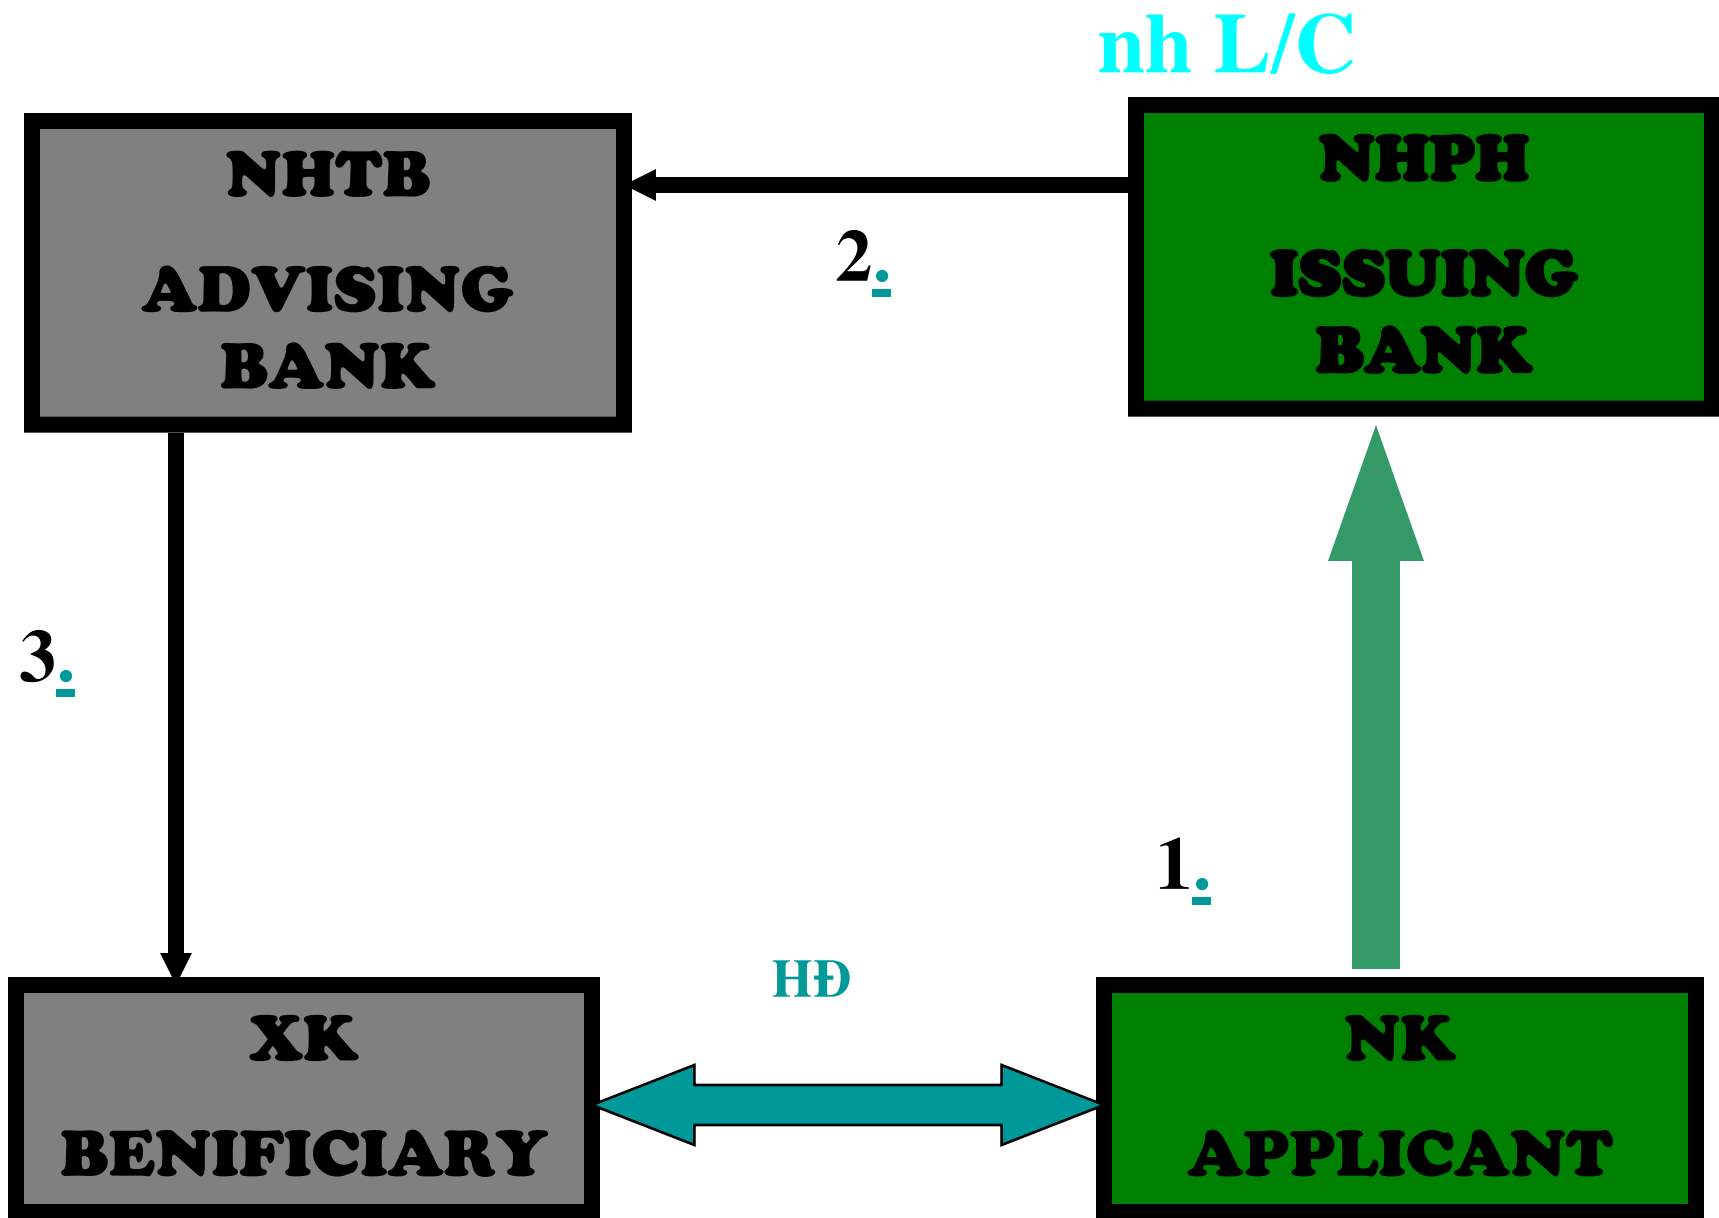 nh L/C
NHTB
ADVISING
BANK
NHPH
ISSUING
BANK
2.
3.
1.
HĐ
XK
BENIFICIARY
NK
APPLICANT